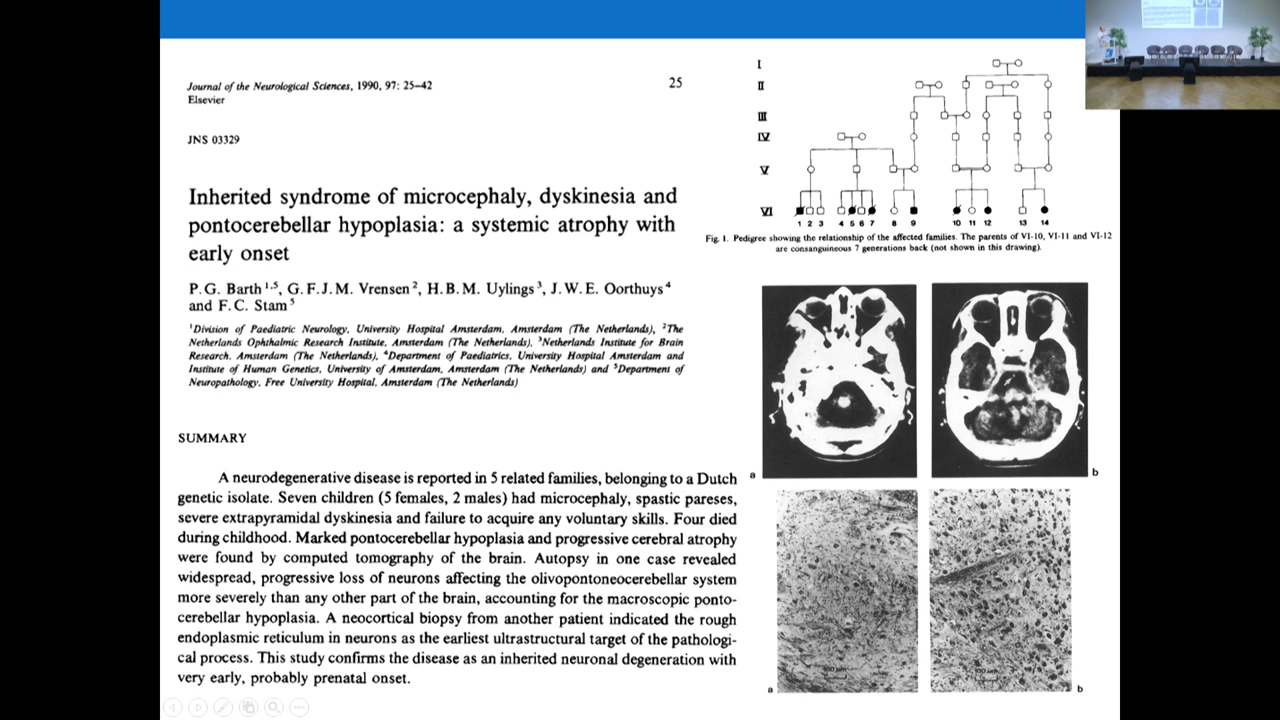 Journal of the Neurological Sciences, 1990, 97: 25–42
25
Elsevier
JNS 03329
Inherited syndrome of microcephaly, dyskinesia and
pontocerebellar hypoplasia: a systemic atrophy with
early onset
P.G. Barth 1,5, G.F.J.M. Vrensen 2, H.B.M. Uylings 3, J.W.E. Oorthuys 4
and F.C. Stam 5
1Division of Paediatric Neurology, University Hospital Amsterdam, Amsterdam (The Netherlands), 2The
Netherlands Ophthalmic Research Institute, Amsterdam (The Netherlands), 3Netherlands Institute for Brain
Research, Amsterdam (The Netherlands), 4Department of Paediatrics, University Hospital Amsterdam and
Institute of Human Genetics, University of Amsterdam, Amsterdam (The Netherlands) and 5Department of
Neuropathology, Free University Hospital, Amsterdam (The Netherlands)
SUMMARY
A neurodegenerative disease is reported in 5 related families, belonging to a Dutch
genetic isolate. Seven children (5 females, 2 males) had microcephaly, spastic pareses,
severe extrapyramidal dyskinesia and failure to acquire any voluntary skills. Four died
during childhood. Marked pontocerebellar hypoplasia and progressive cerebral atrophy
were found by computed tomography of the brain. Autopsy in one case revealed
widespread, progressive loss of neurons affecting the olivopontoneocerebellar system
more severely than any other part of the brain, accounting for the macroscopic ponto-
cerebellar hypoplasia. A neocortical biopsy from another patient indicated the rough
endoplasmic reticulum in neurons as the earliest ultrastructural target of the pathologi-
cal process. This study confirms the disease as an inherited neuronal degeneration with
very early, probably prenatal onset.
I
II
III
IV
V
VI
1 2 3 4 5 6 7 8 9 10 11 12 13 14
Fig. 1. Pedigree showing the relationship of the affected families. The parents of VI-10, VI-11 and VI-12
are consanguineous 7 generations back (not shown in this drawing).
a
b
a
b